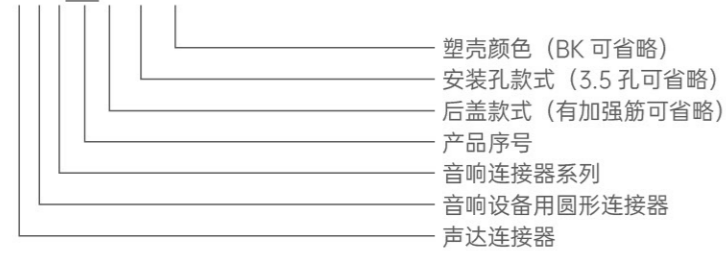 塑壳颜色（BK 可省略）
安装孔款式（3.5 孔可省略）
后盖款式（有加强筋可省略）
产品序号
音响连接器系列
音响设备用圆形连接器
声达连接器